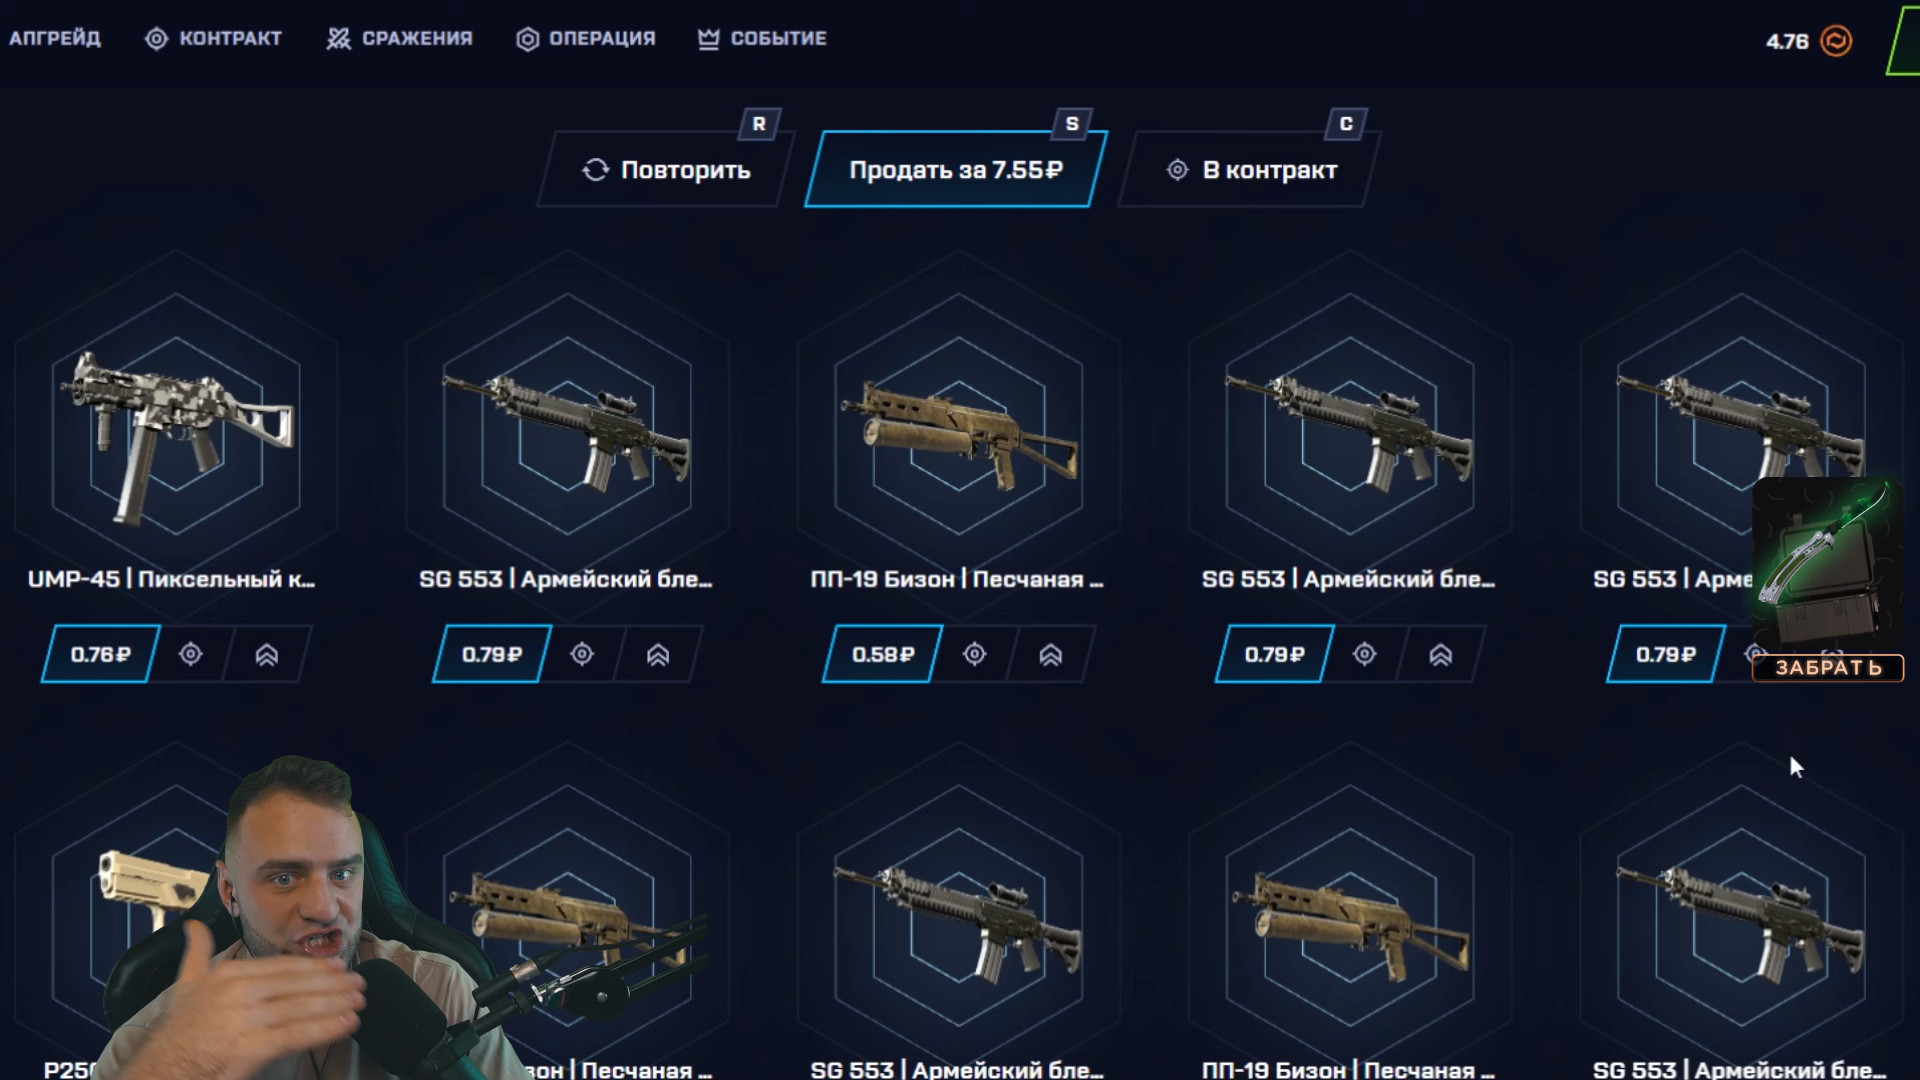 АПГРЕЙД КОНТРАКТ СРАЖЕНИЯ ОПЕРАЦИЯ СОБЫТИЕ 4.76
R S C
Повторить Продать за 7.55₽ В контракт
UMP-45 | Пиксельный к... SG 553 | Армейский бле... ПП-19 Бизон | Песчаная ... SG 553 | Армейский бле... SG 553 | Арме
0.76₽ 0.79₽ 0.58₽ 0.79₽ 0.79₽
ЗАБРАТЬ
P250 зон | Песчаная ... SG 553 | Армейский бле... ПП-19 Бизон | Песчаная ... SG 553 | Армейский бле...